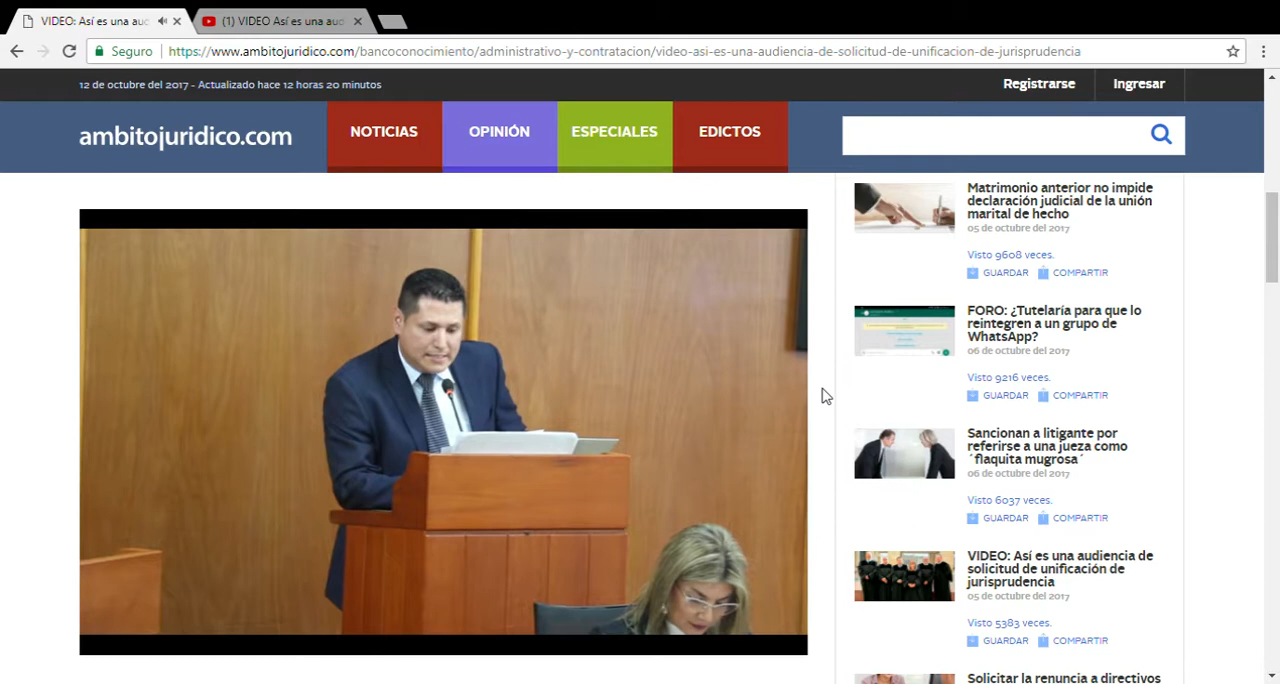 VIDEO: Así es una au
(1) VIDEO Así es una aud
Seguro
https://www.ambitojuridico.com/bancoconocimiento/administrativo-y-contratacion/video-asi-es-una-audiencia-de-solicitud-de-unificacion-de-jurisprudencia
12 de octubre del 2017 - Actualizado hace 12 horas 20 minutos
Registrarse
Ingresar
ambitojuridico.com
NOTICIAS
OPINIÓN
ESPECIALES
EDICTOS
Matrimonio anterior no impide
declaración judicial de la unión
marital de hecho
05 de octubre del 2017
Visto 9608 veces.
GUARDAR COMPARTIR
FORO: ¿Tutelaría para que lo
reintegren a un grupo de
WhatsApp?
06 de octubre del 2017
Visto 9216 veces.
GUARDAR COMPARTIR
Sancionan a litigante por
referirse a una jueza como
´flaquita mugrosa´
06 de octubre del 2017
Visto 6037 veces.
GUARDAR COMPARTIR
VIDEO: Así es una audiencia de
solicitud de unificación de
jurisprudencia
05 de octubre del 2017
Visto 5383 veces.
GUARDAR COMPARTIR
Solicitar la renuncia a directivos